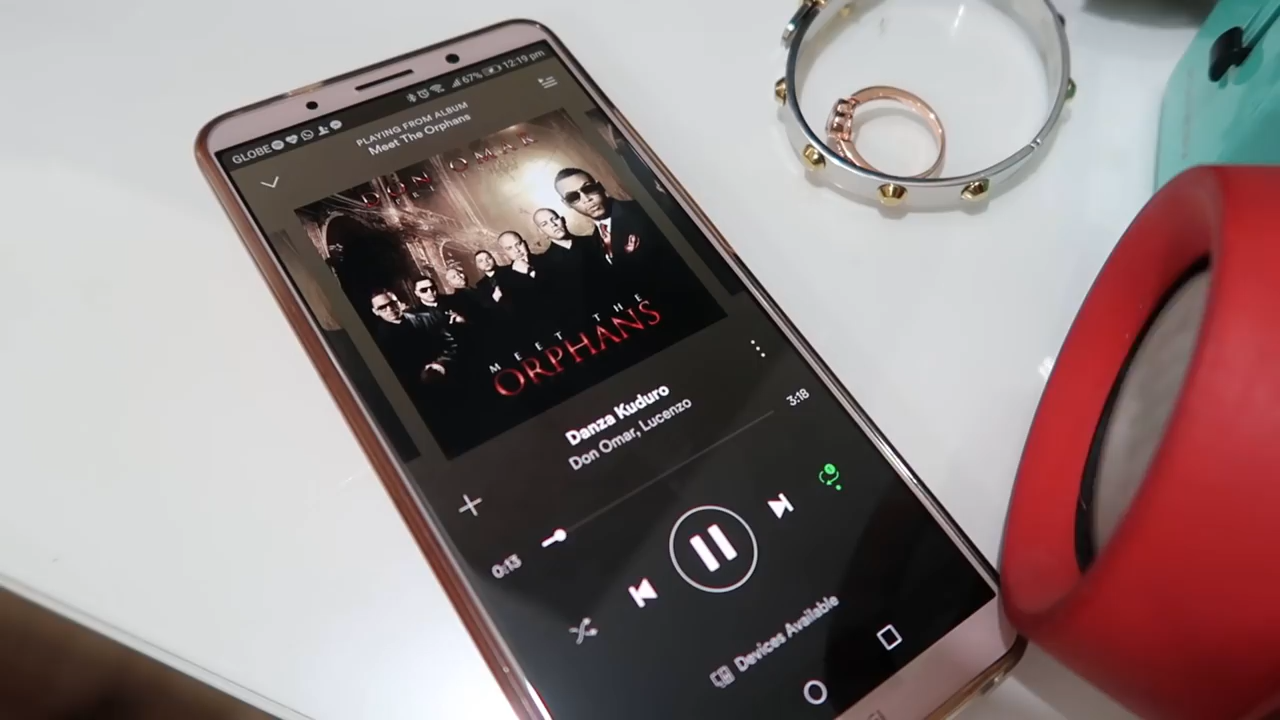 GLOBE 67% 12:19 pm
PLAYING FROM ALBUM
Meet The Orphans
DON OMAR
MEET THE
ORPHANS
Danza Kuduro
Don Omar, Lucenzo
0:13 3:18
1
Devices Available